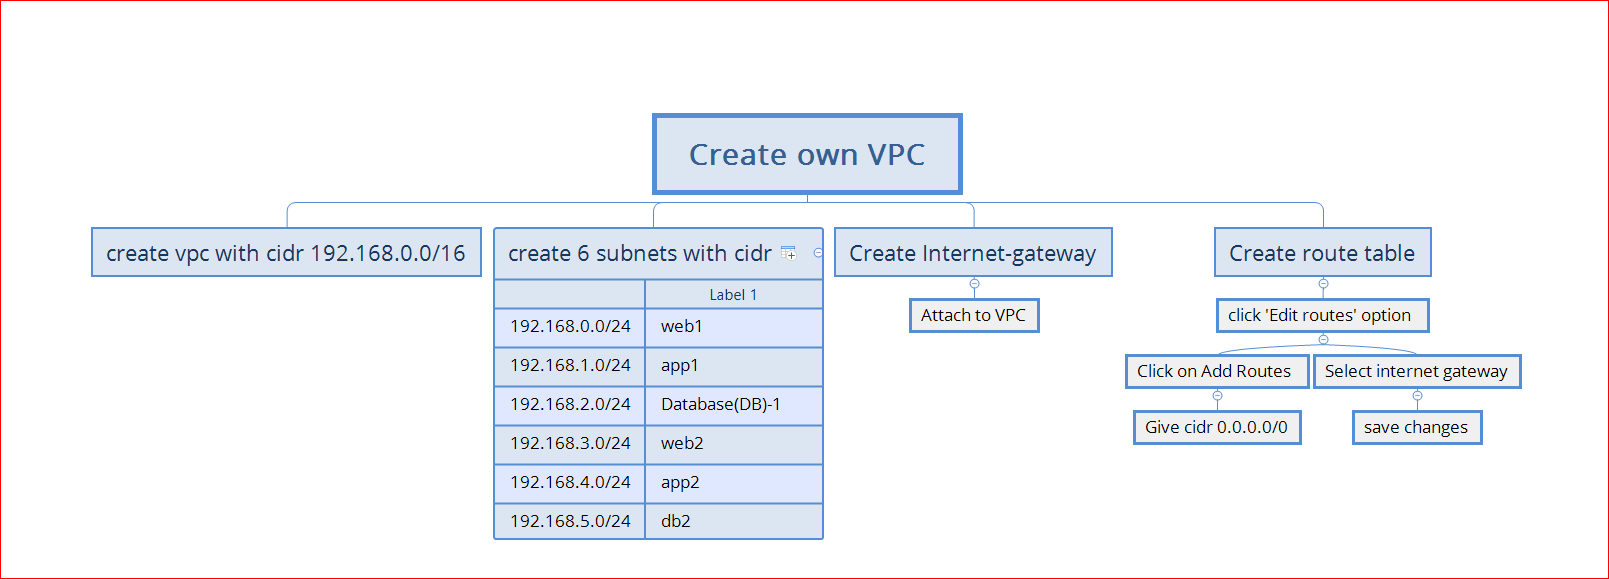 Create own VPC
create vpc with cidr 192.168.0.0/16
create 6 subnets with cidr
Label 1
192.168.0.0/24 web1
192.168.1.0/24 app1
192.168.2.0/24 Database(DB)-1
192.168.3.0/24 web2
192.168.4.0/24 app2
192.168.5.0/24 db2
Create Internet-gateway
Attach to VPC
Create route table
click 'Edit routes' option
Click on Add Routes
Give cidr 0.0.0.0/0
Select internet gateway
save changes